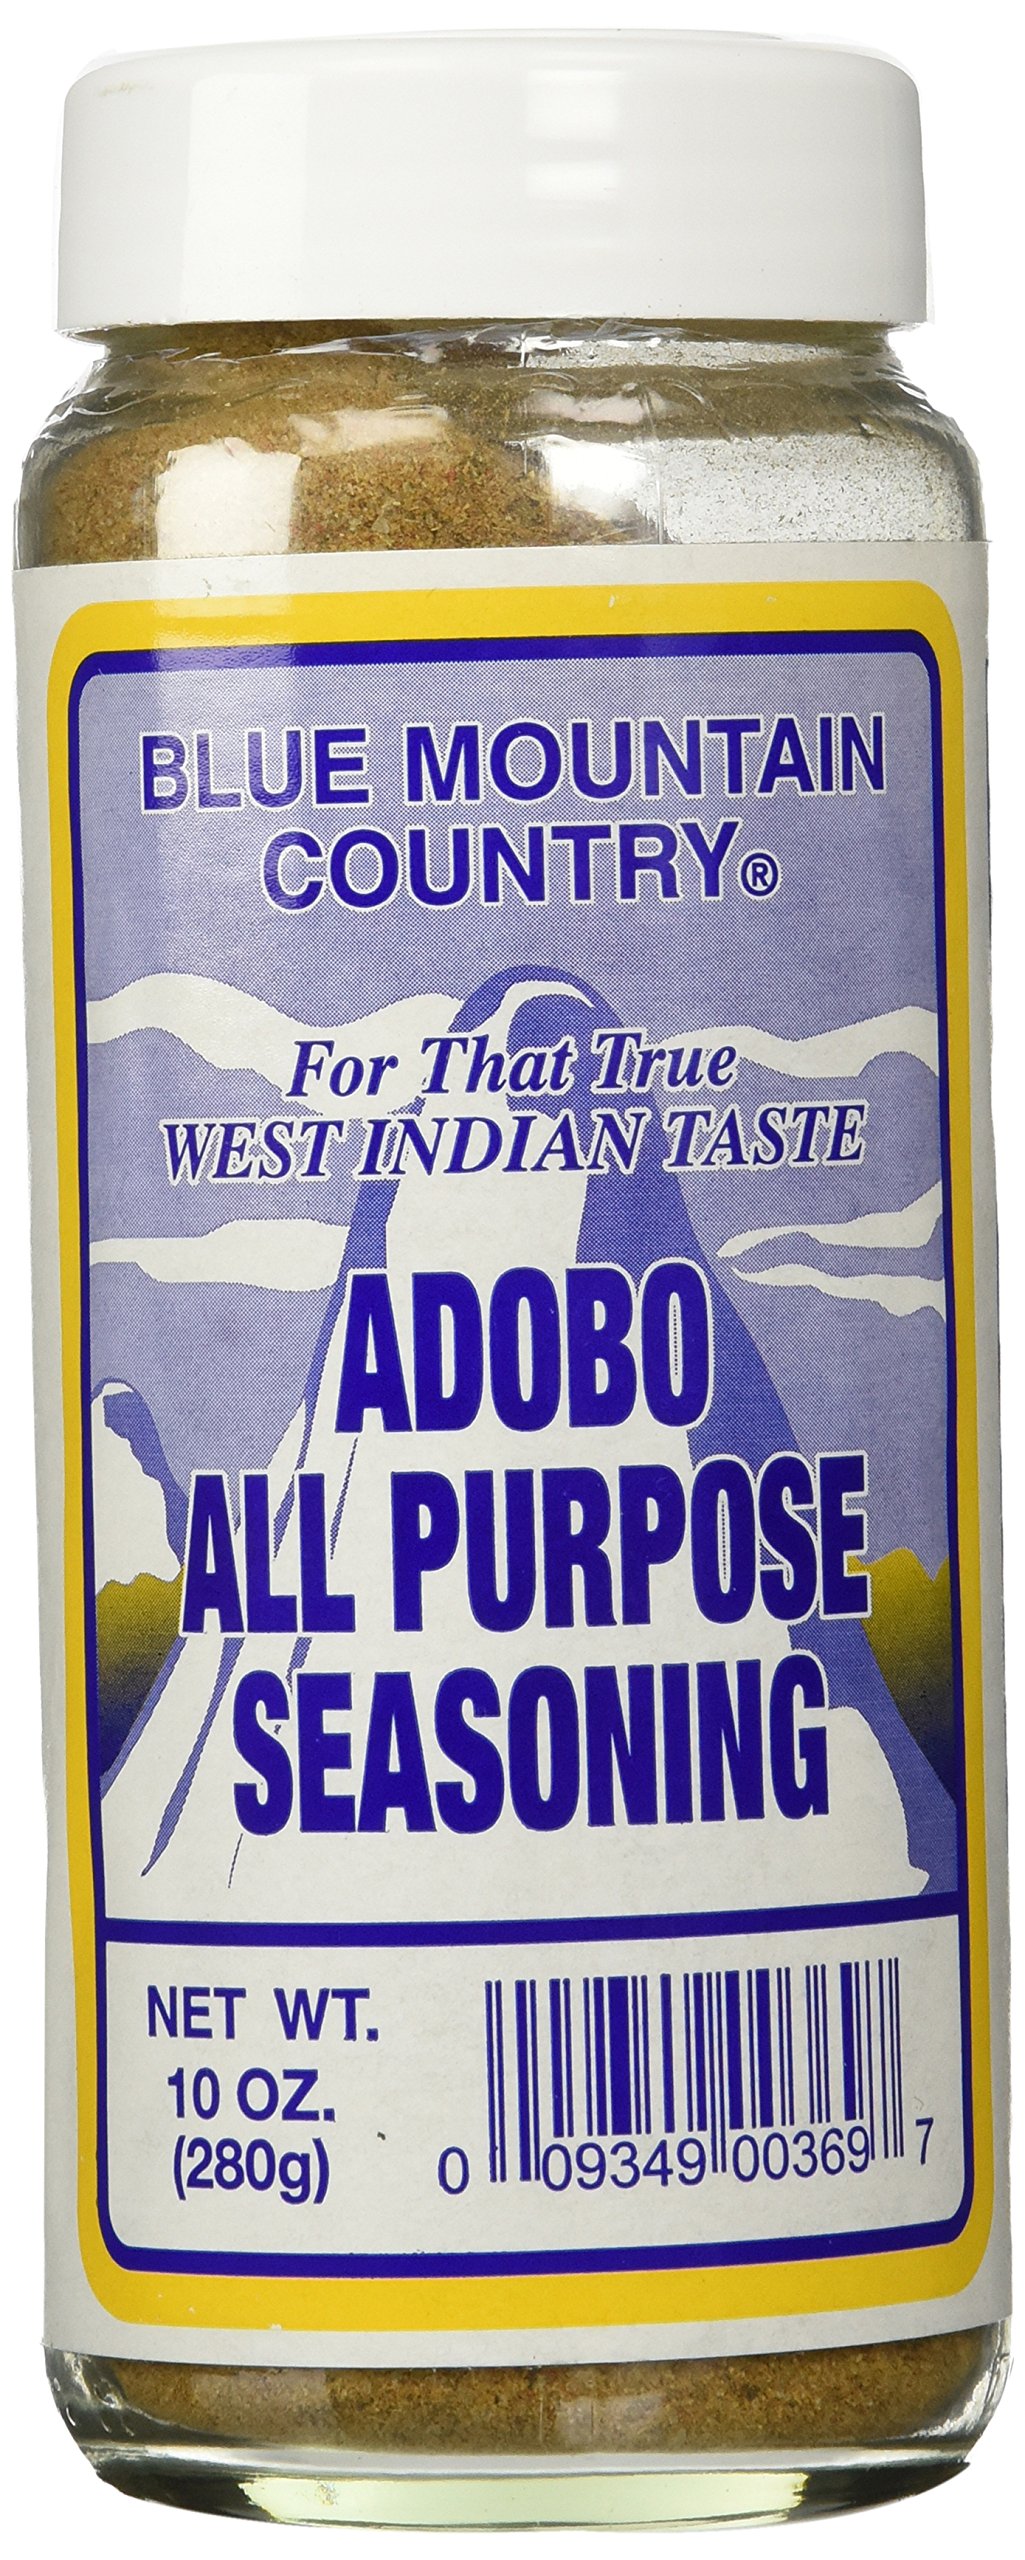 BLUE MOUNTAIN
COUNTRY®
For That True
WEST INDIAN TASTE
ADOBO
ALL PURPOSE
SEASONING
NET WT.
10 OZ.
(280g)
0 09349 00369 7